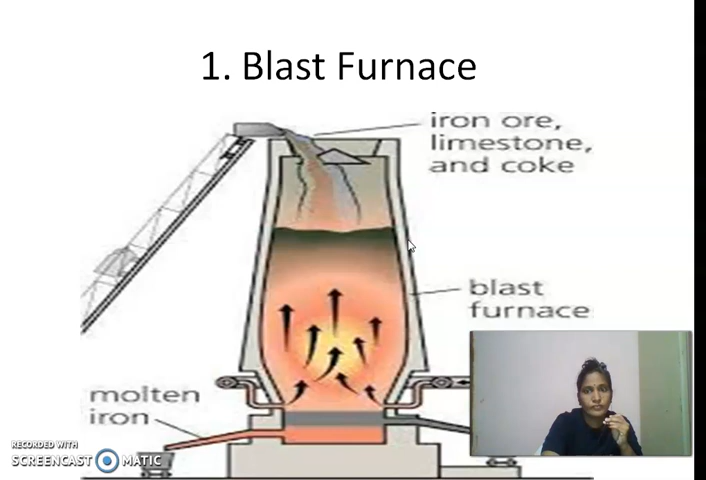 1. Blast Furnace
iron ore,
limestone,
and coke
blast
furnace
molten
iron
RECORDED WITH
SCREENCAST MATIC